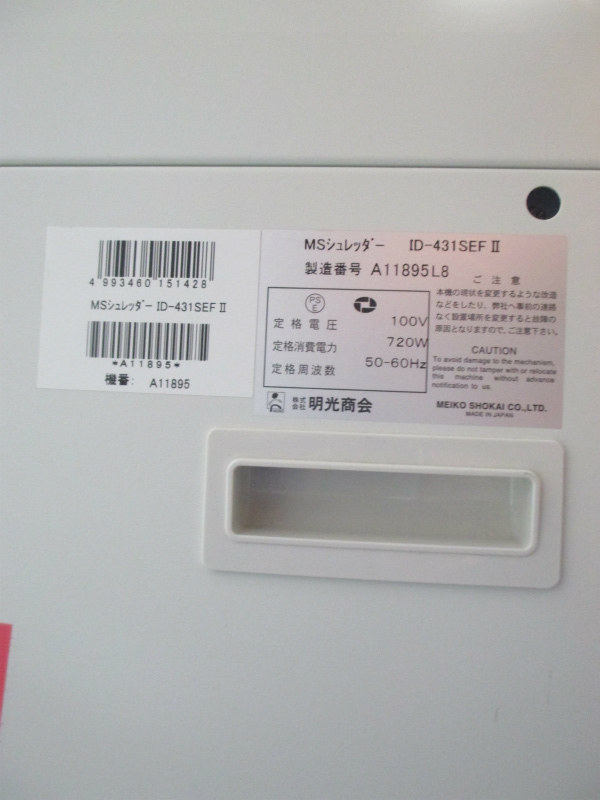 4 993460 151428
MSシュレッダー ID-431SEFⅡ
*A11895*
機番: A11895
MSシュレッダー ID-431SEFⅡ
製造番号 A11895L8
PS
E
定格電圧 100V
定格消費電力 720W
定格周波数 50-60Hz
株式
会社 明光商会
ご注意
本機の現状を変更するような改造
などをしたり、弊社へ事前の連絡
なく設置場所を変更すると故障の
原因となりますので、ご注意下さい。
CAUTION
To avoid damage to the mechanism,
please do not tamper with or relocate
this machine without advance
notification to us.
MEIKO SHOKAI CO.,LTD.
MADE IN JAPAN